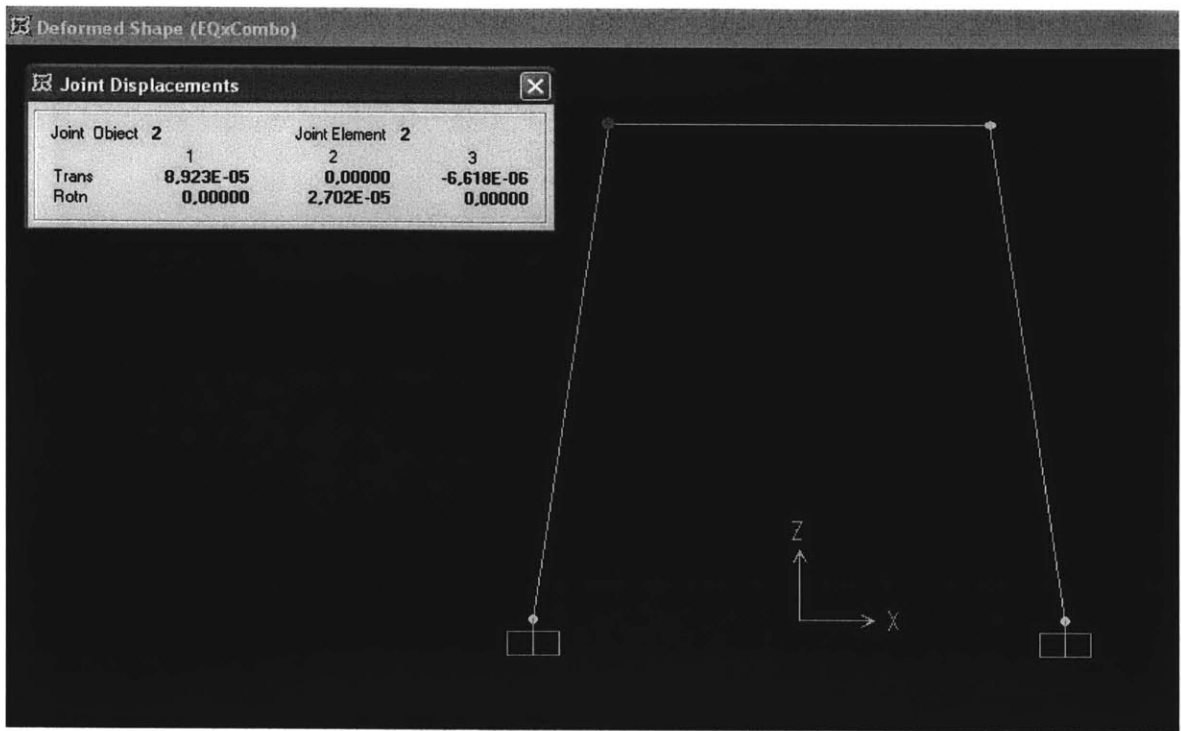 Deformed Shape (EQxCombo)
Joint Displacements
Joint Object 2 Joint Element 2
1 2 3
Trans 8,923E-05 0,00000 -6,618E-06
Rotn 0,00000 2,702E-05 0,00000
Z
X